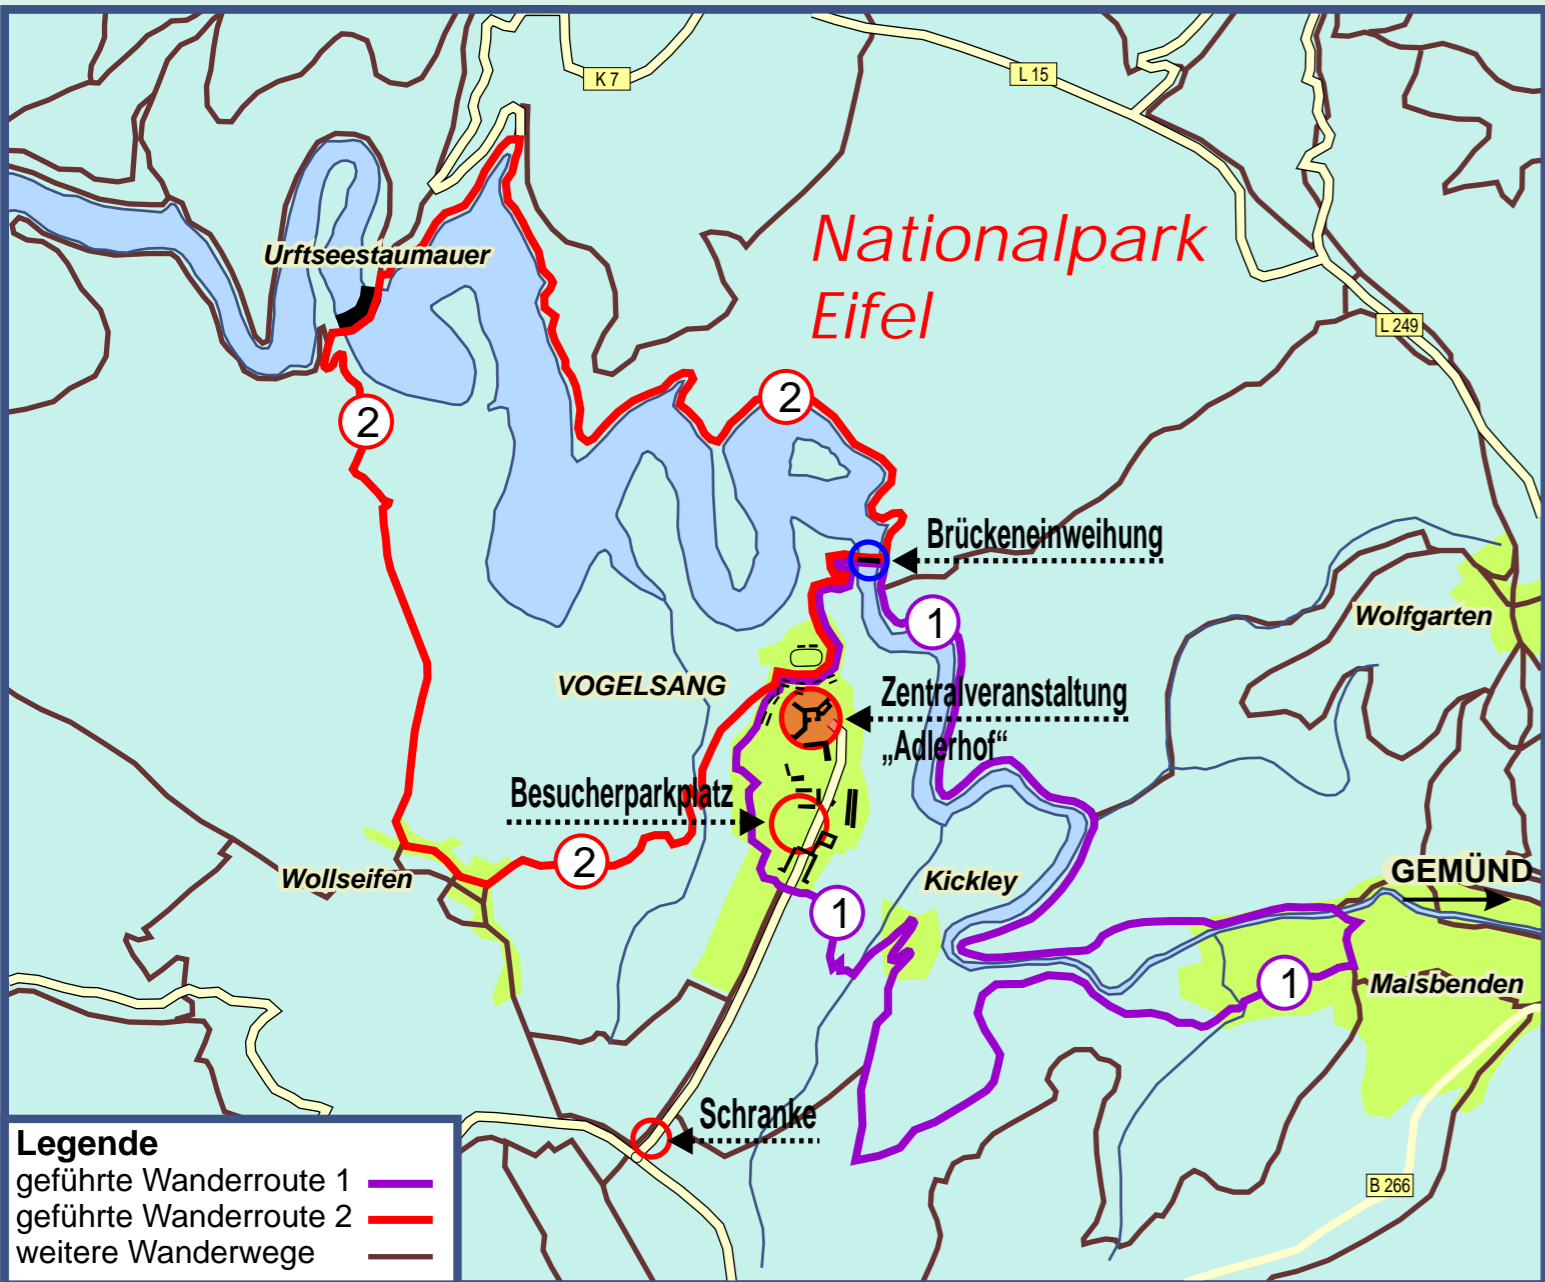 K 7
L 15
Nationalpark
Eifel
Urftseestaumauer
L 249
2
2
Brückeneinweihung
1
Wolfgarten
VOGELSANG
Zentralveranstaltung
„Adlerhof“
Besucherparkplatz
2
Wollseifen
Kickley
GEMÜND
1
1
Malsbenden
Schranke
B 266
Legende
geführte Wanderroute 1
geführte Wanderroute 2
weitere Wanderwege